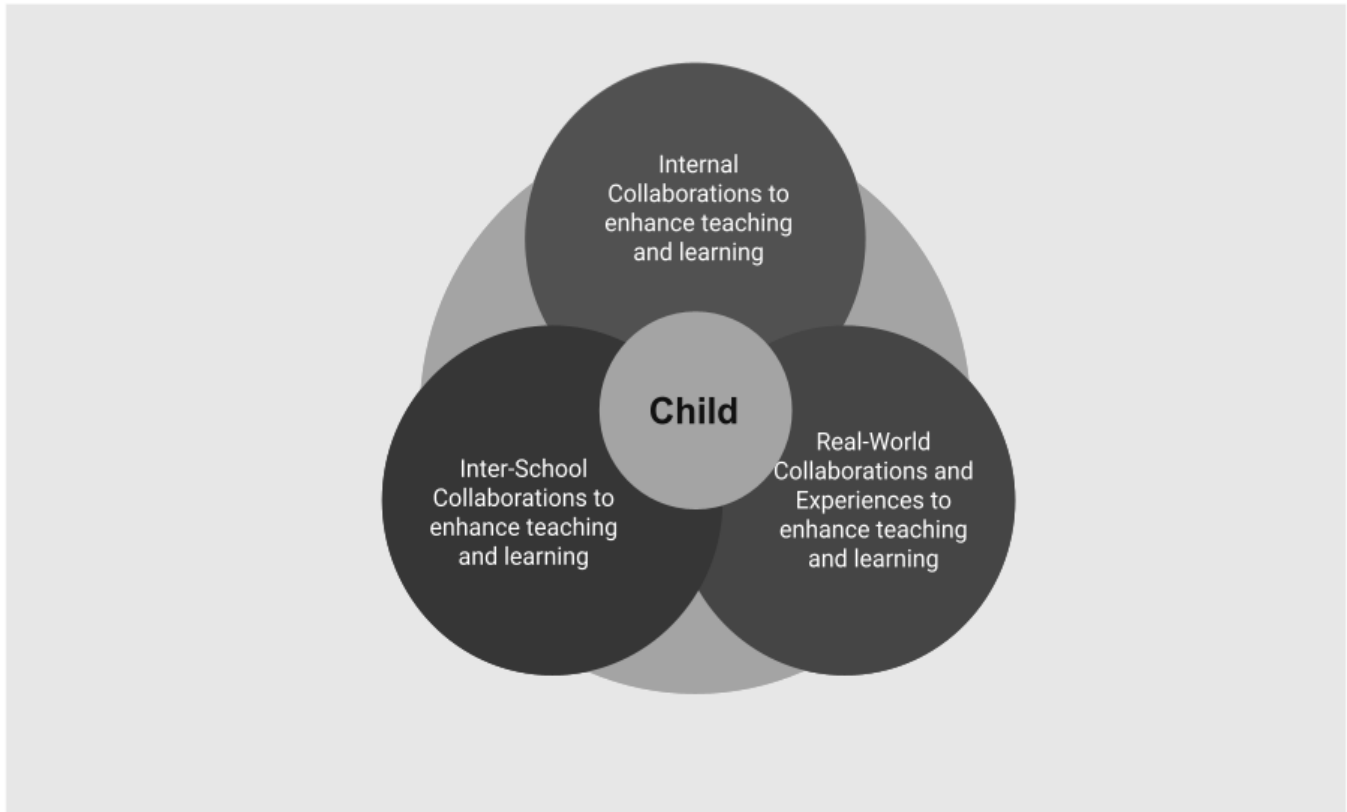 Internal
Collaborations to
enhance teaching
and learning
Child
Inter-School
Collaborations to
enhance teaching
and learning
Real-World
Collaborations and
Experiences to
enhance teaching
and learning